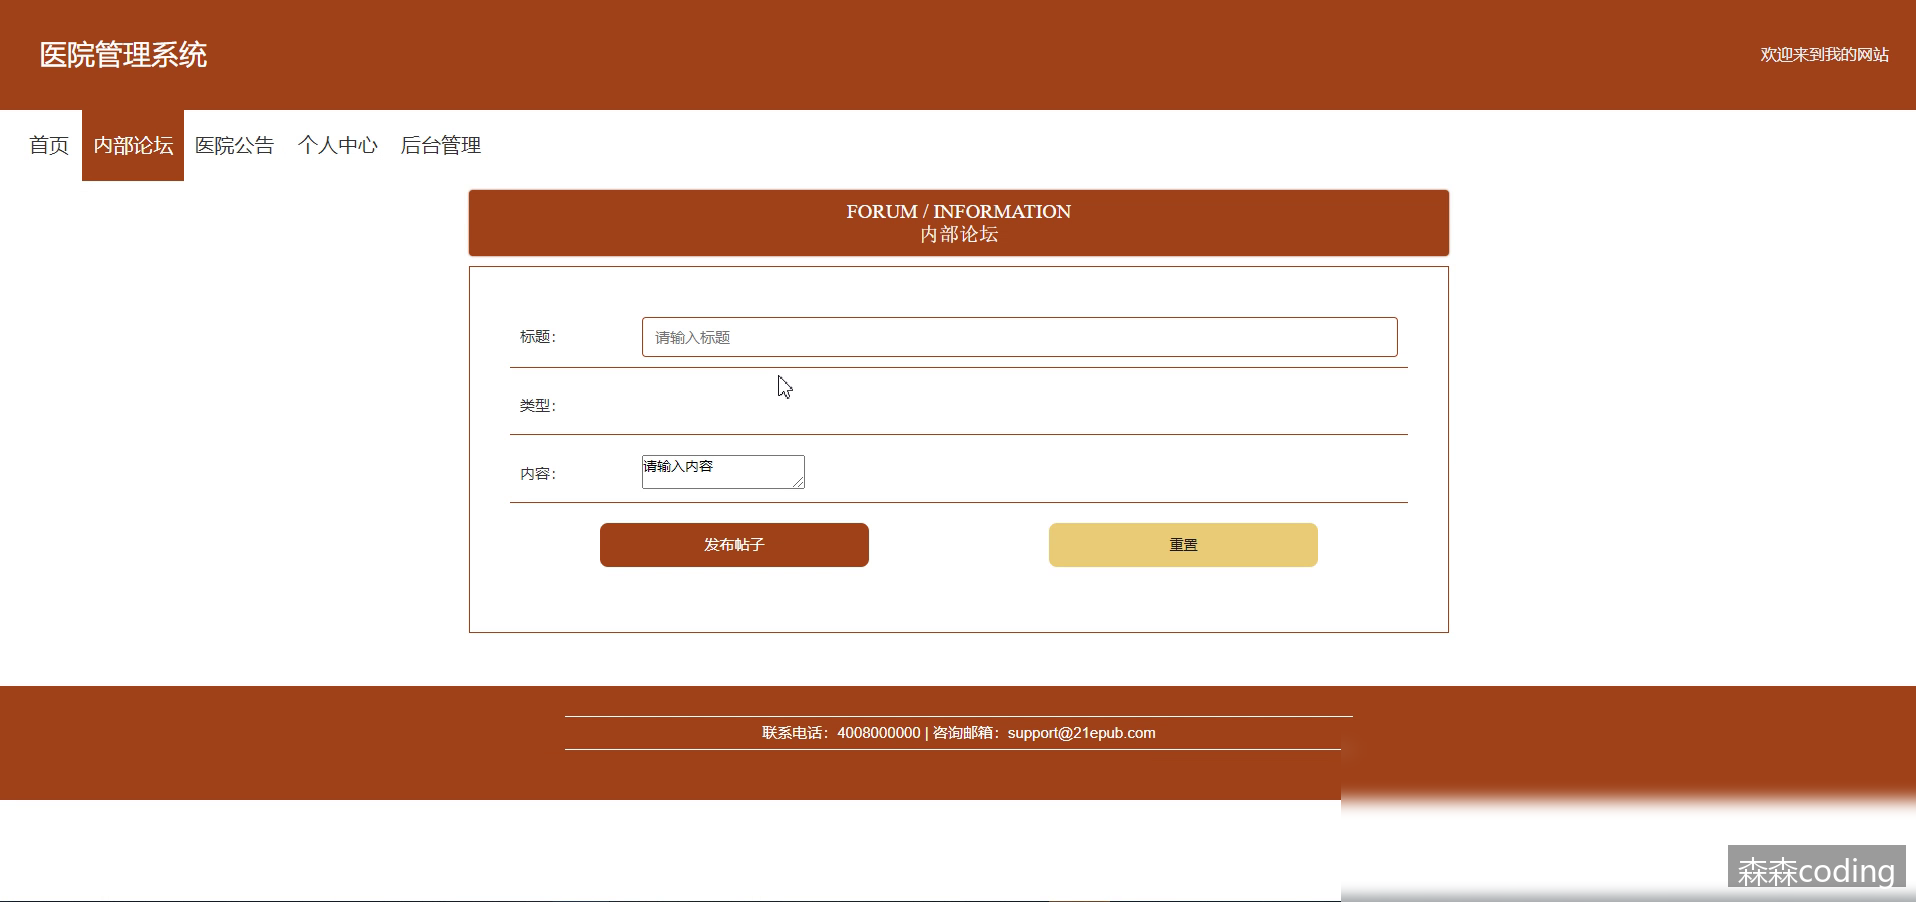 医院管理系统
欢迎来到我的网站
首页 内部论坛 医院公告 个人中心 后台管理
FORUM / INFORMATION
内部论坛
标题：
请输入标题
类型：
内容：
请输入内容
发布帖子
重置
联系电话：4008000000 | 咨询邮箱：support@21epub.com
森森coding